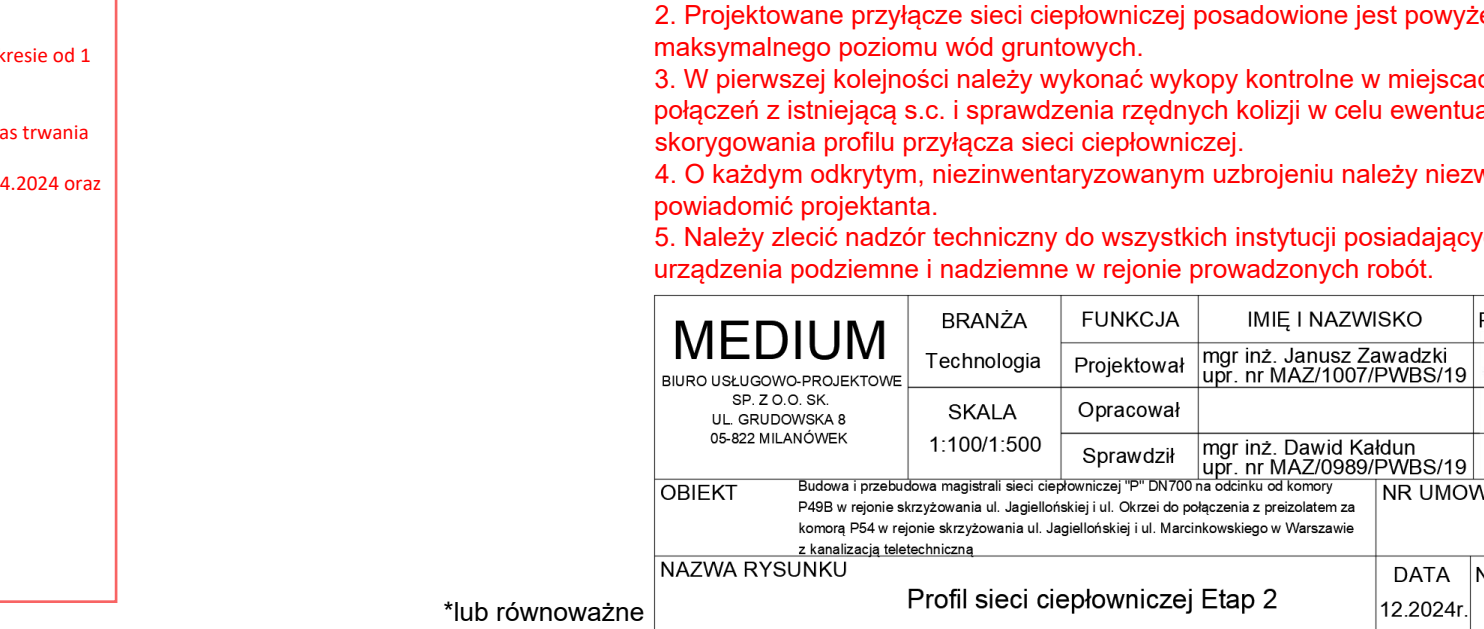 kresie od 1
as trwania
4.2024 oraz
2. Projektowane przyłącze sieci ciepłowniczej posadowione jest powyże
maksymalnego poziomu wód gruntowych.
3. W pierwszej kolejności należy wykonać wykopy kontrolne w miejscac
połączeń z istniejącą s.c. i sprawdzenia rzędnych kolizji w celu ewentua
skorygowania profilu przyłącza sieci ciepłowniczej.
4. O każdym odkrytym, niezinwentaryzowanym uzbrojeniu należy niezw
powiadomić projektanta.
5. Należy zlecić nadzór techniczny do wszystkich instytucji posiadający
urządzenia podziemne i nadziemne w rejonie prowadzonych robót.
MEDIUM
BIURO USŁUGOWO-PROJEKTOWE
SP. Z O.O. SK.
UL. GRUDOWSKA 8
05-822 MILANÓWEK
BRANŻA
Technologia
SKALA
1:100/1:500
FUNKCJA
IMIĘ I NAZWISKO
Projektował
mgr inż. Janusz Zawadzki
upr. nr MAZ/1007/PWBS/19
Opracował
Sprawdził
mgr inż. Dawid Kałdun
upr. nr MAZ/0989/PWBS/19
OBIEKT
Budowa i przebudowa magistrali sieci ciepłowniczej "P" DN700 na odcinku od komory
P49B w rejonie skrzyżowania ul. Jagiellońskiej i ul. Okrzei do połączenia z preizolatem za
komorą P54 w rejonie skrzyżowania ul. Jagiellońskiej i ul. Marcinkowskiego w Warszawie
z kanalizacją teletechniczną
NR UMOW
NAZWA RYSUNKU
Profil sieci ciepłowniczej Etap 2
DATA
12.2024r.
*lub równoważne